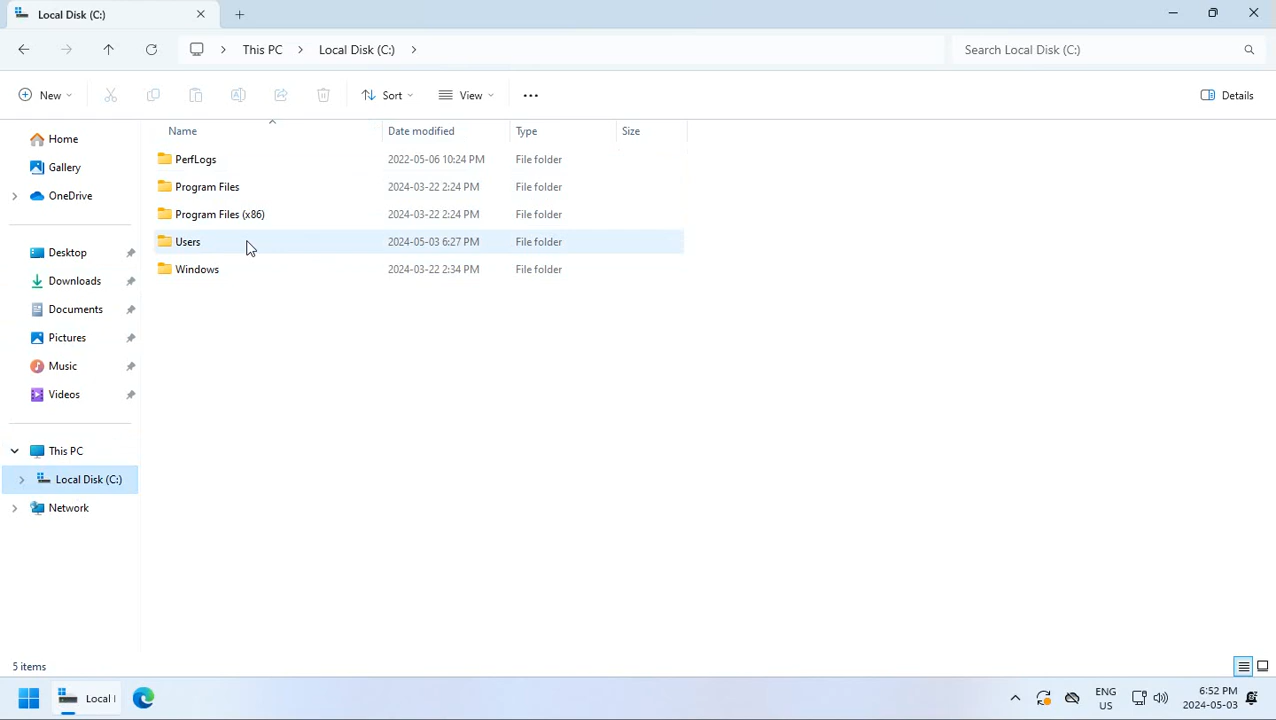 Local Disk (C:)
This PC Local Disk (C:) Search Local Disk (C:)
New Sort View Details
Name Date modified Type Size
PerfLogs 2022-05-06 10:24 PM File folder
Program Files 2024-03-22 2:24 PM File folder
Program Files (x86) 2024-03-22 2:24 PM File folder
Users 2024-05-03 6:27 PM File folder
Windows 2024-03-22 2:34 PM File folder
Home
Gallery
OneDrive
Desktop
Downloads
Documents
Pictures
Music
Videos
This PC
Local Disk (C:)
Network
5 items
Local
ENG
US
6:52 PM
2024-05-03